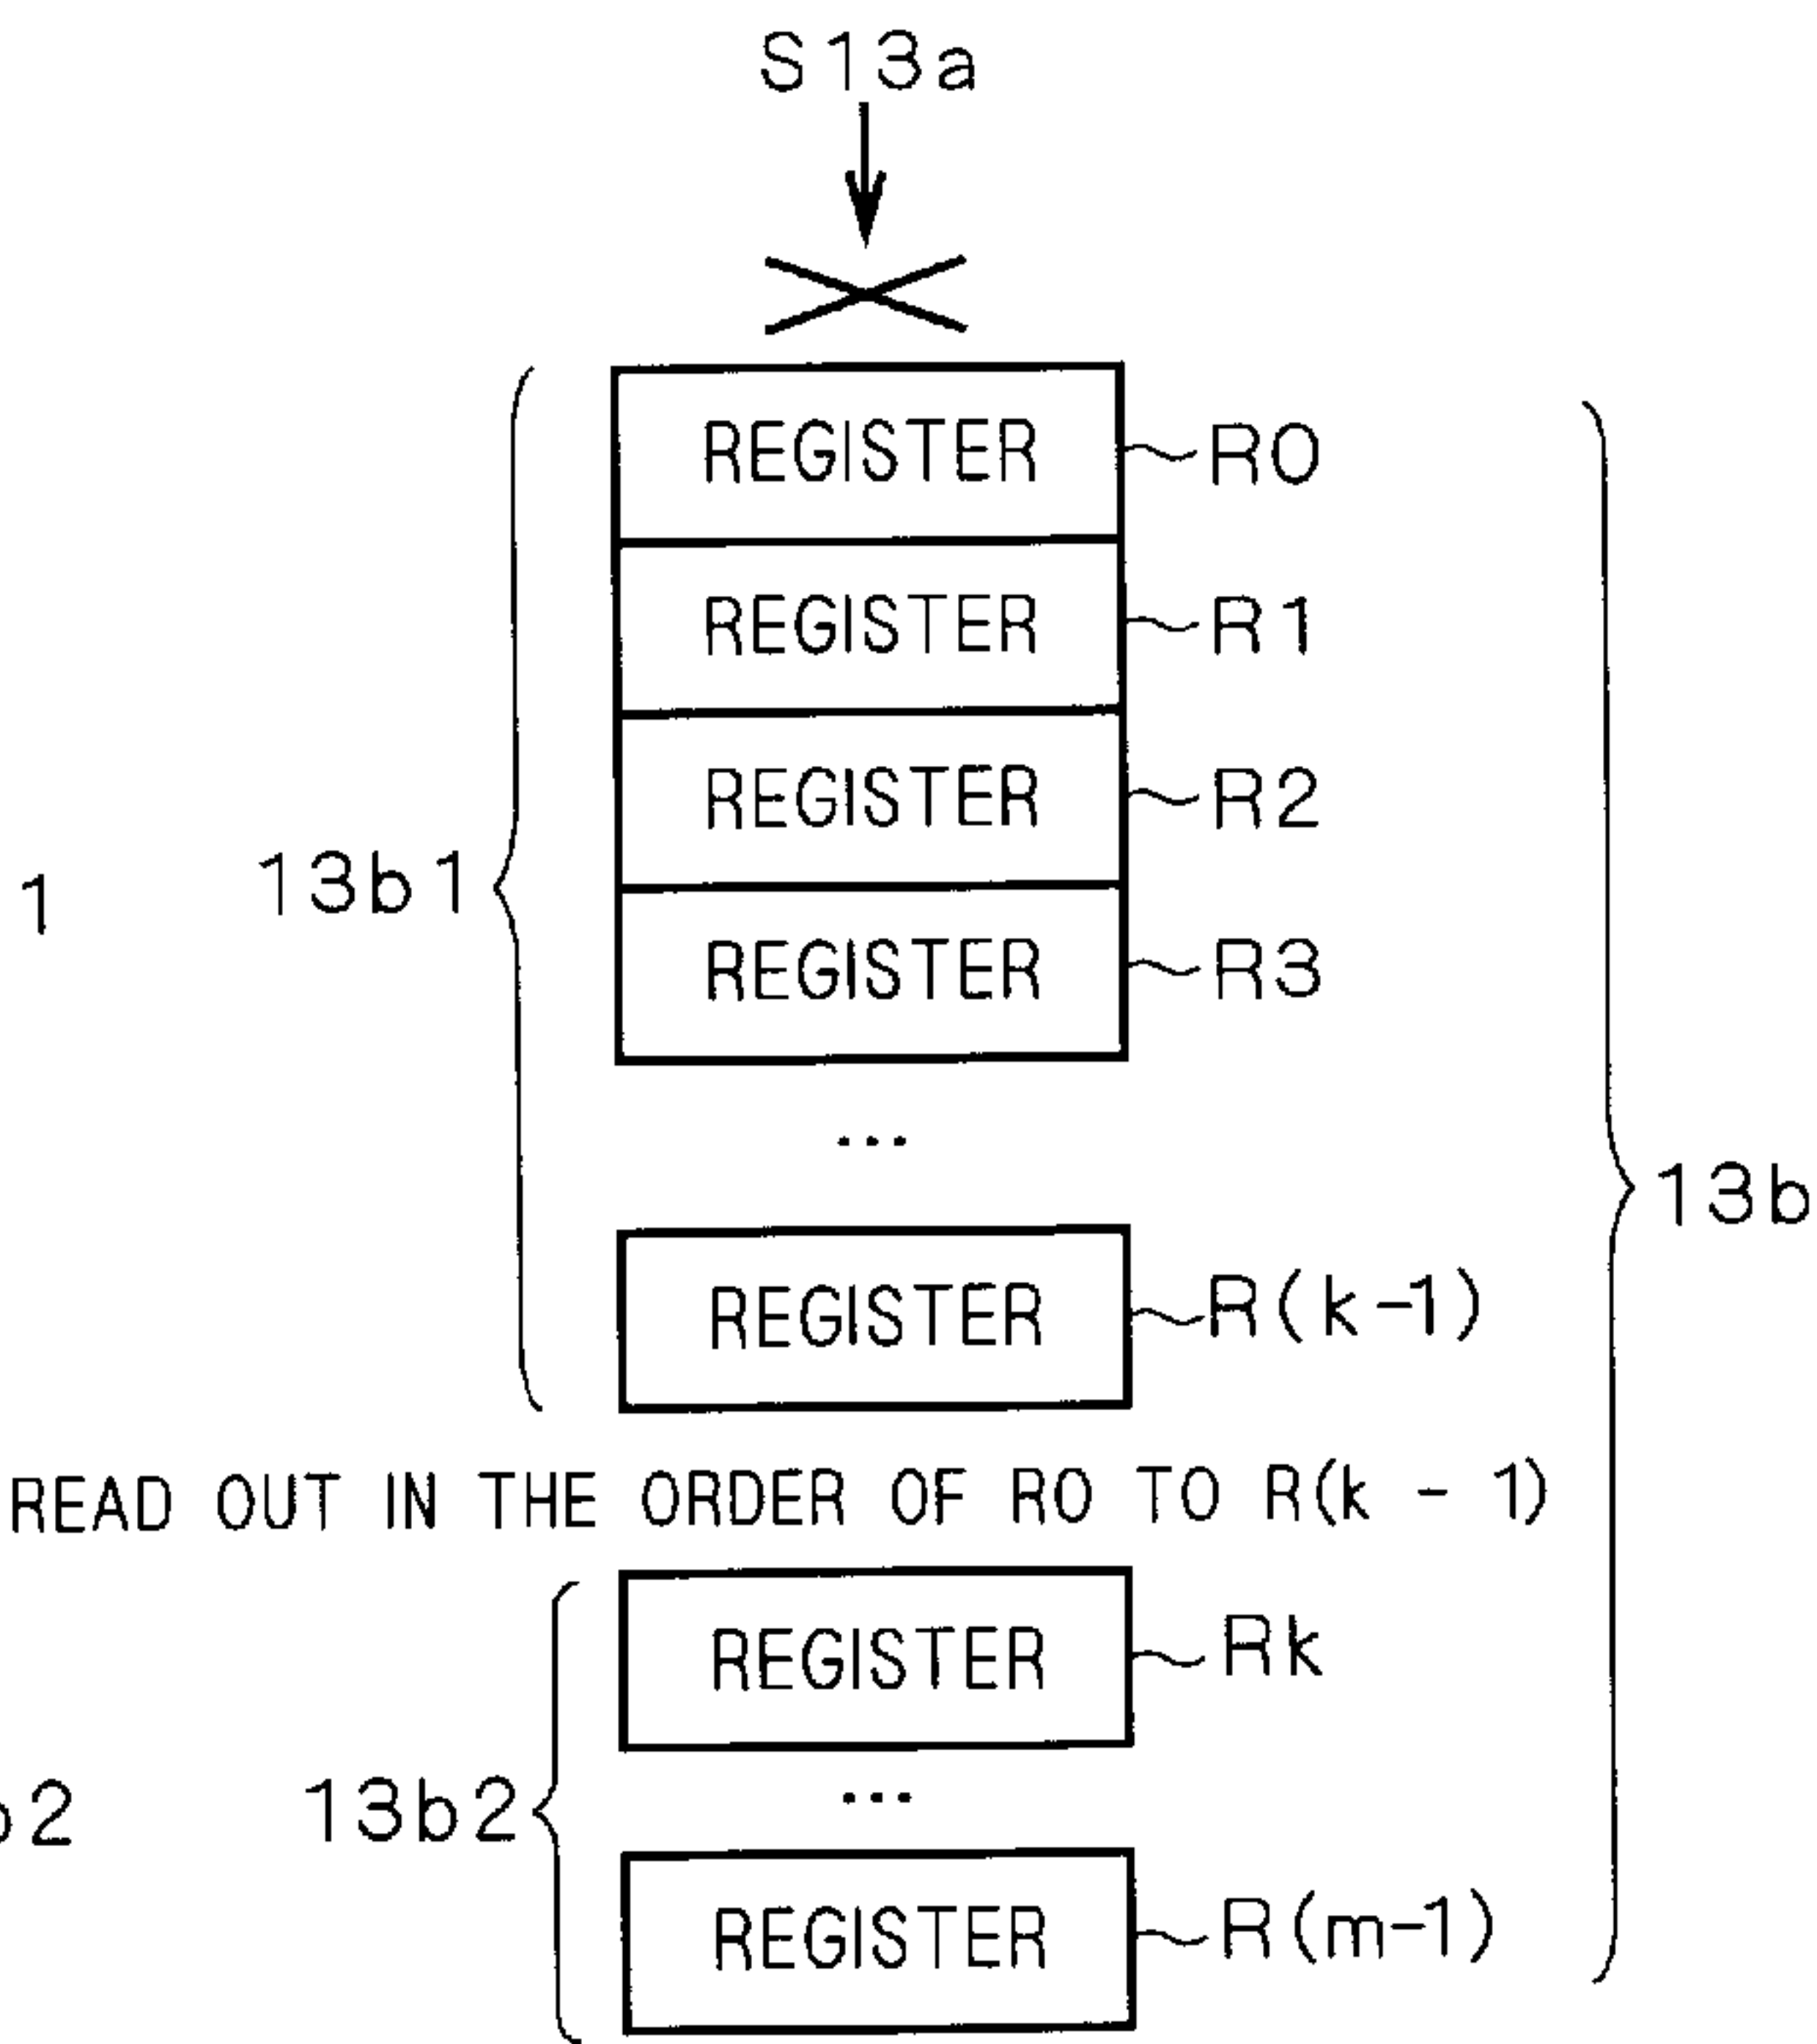 S13a
REGISTER R0
REGISTER R1
REGISTER R2
1 13b1
REGISTER R3
...
13b
REGISTER R(k-1)
READ OUT IN THE ORDER OF R0 TO R(k - 1)
REGISTER Rk
...
b2 13b2
REGISTER R(m-1)